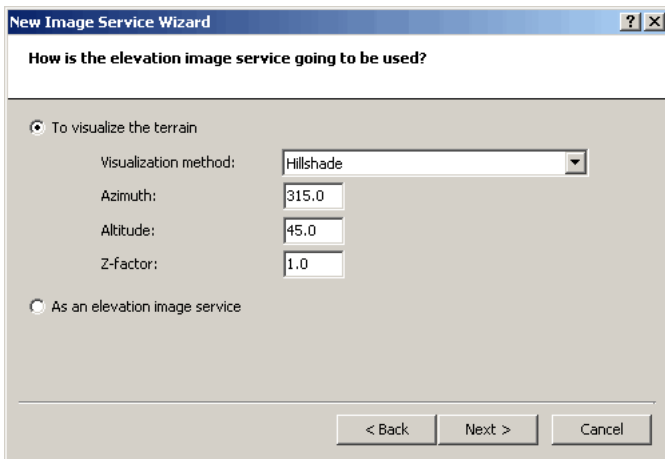 New Image Service Wizard
How is the elevation image service going to be used?
To visualize the terrain
Visualization method: Hillshade
Azimuth: 315.0
Altitude: 45.0
Z-factor: 1.0
As an elevation image service
< Back Next > Cancel